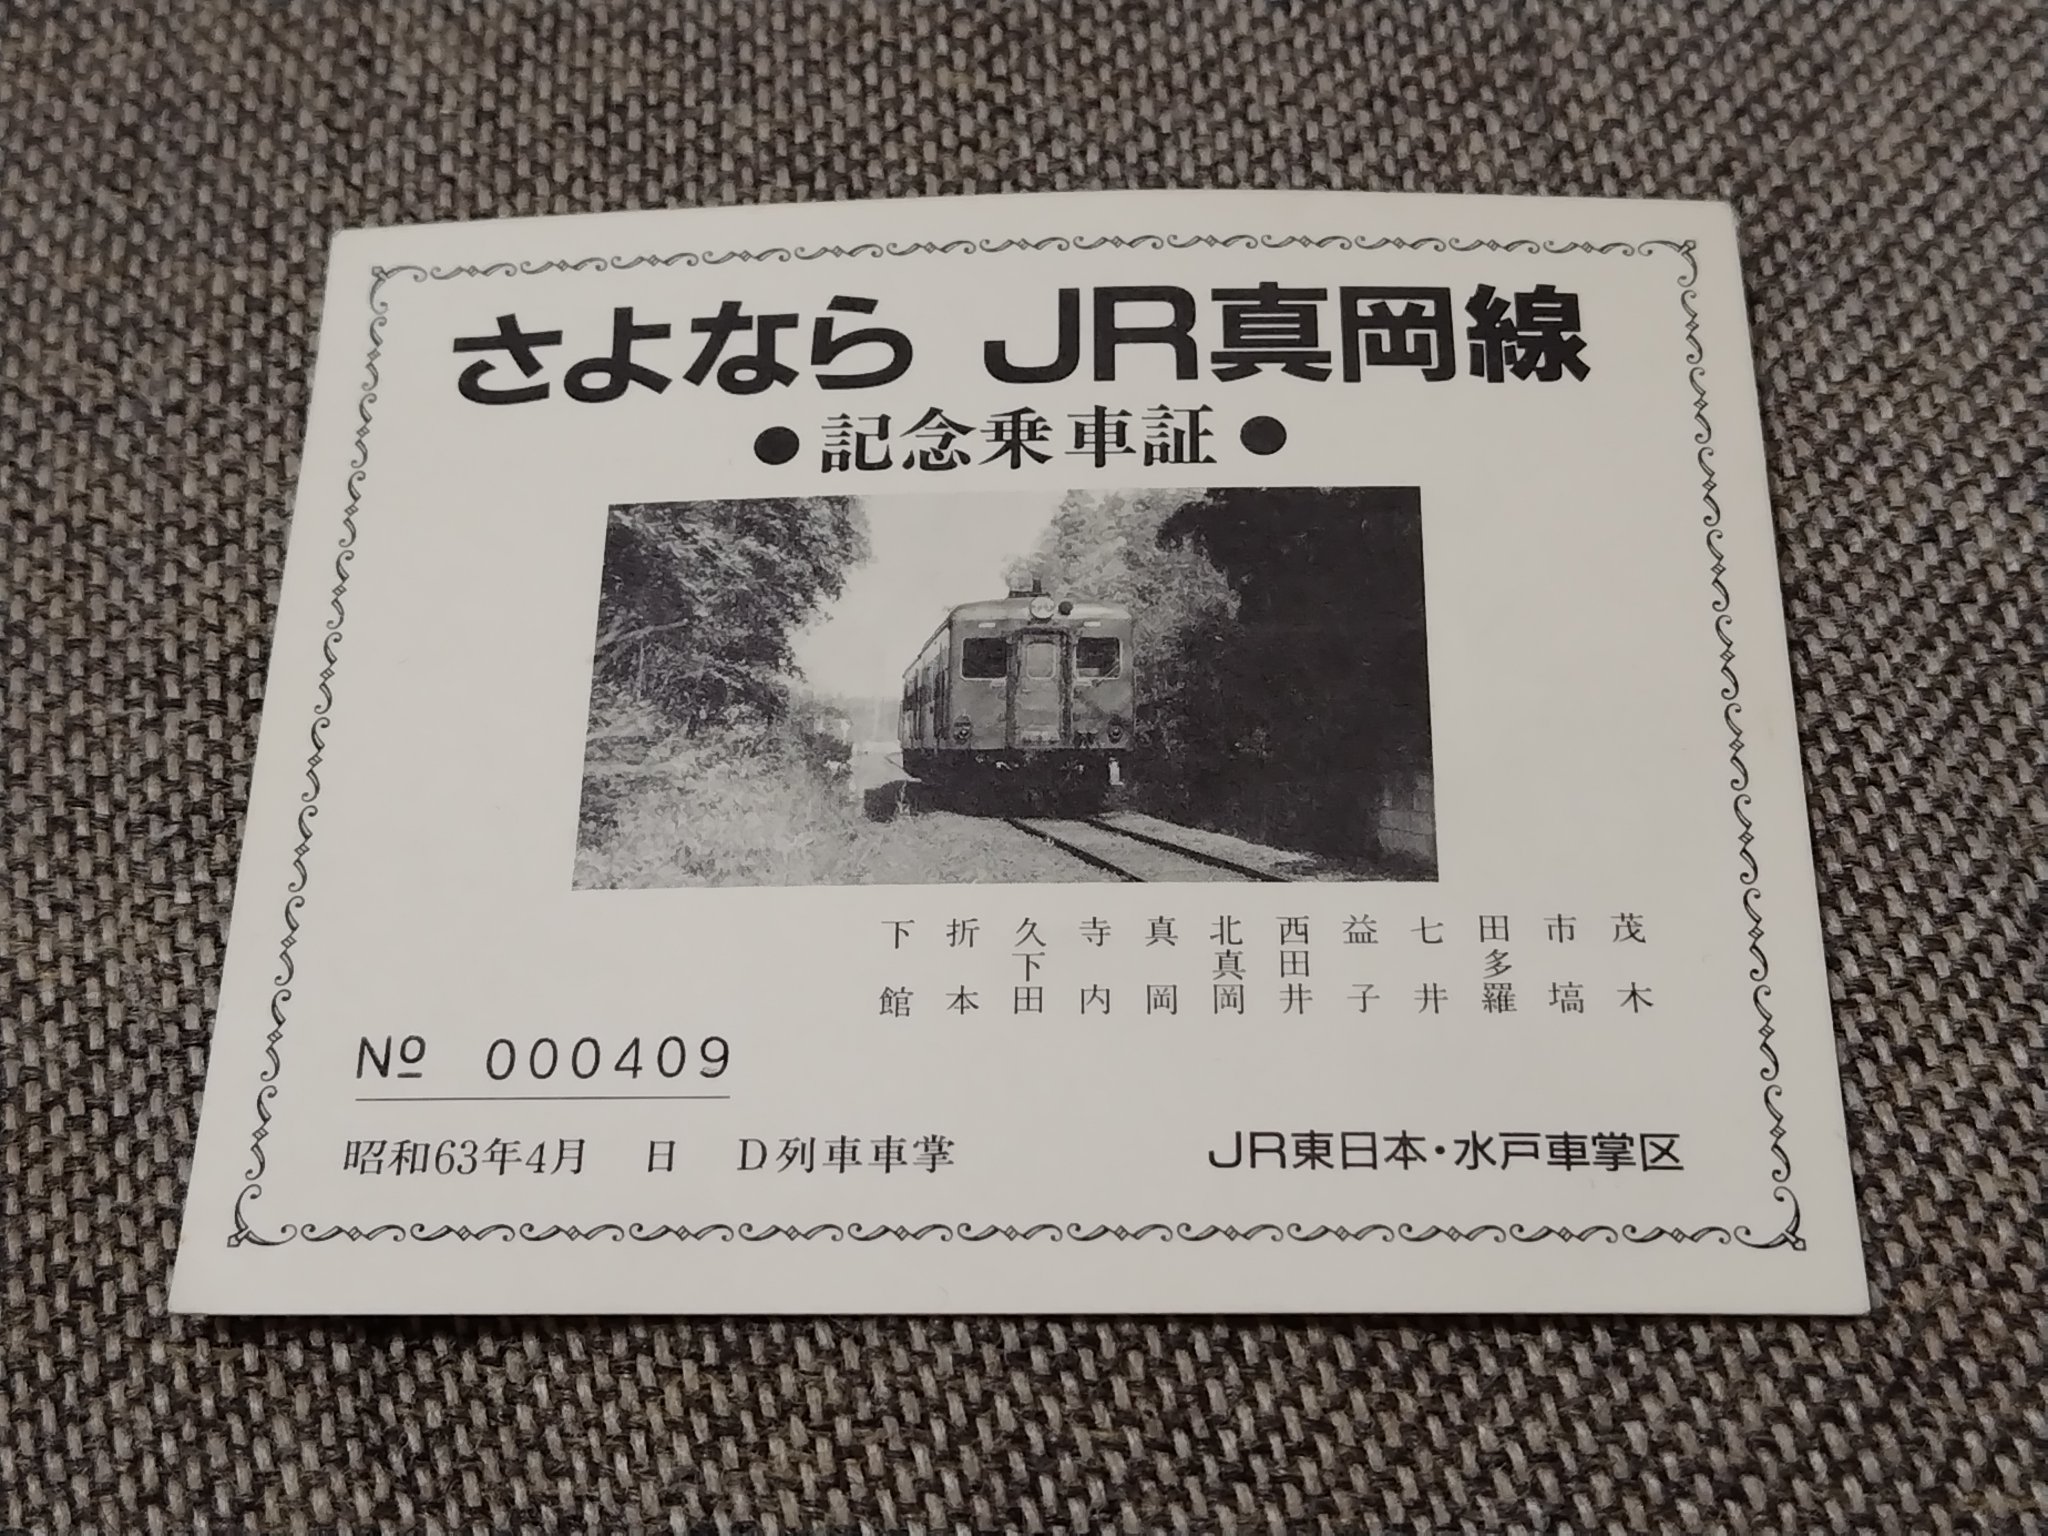 さよなら JR真岡線
●記念乗車証●
下館 折本 久下田 寺内 真岡 北真岡 西田井 益子 七井 田多羅 市塙 茂木
№ 000409
昭和63年4月　日　D列車車掌
JR東日本・水戸車掌区